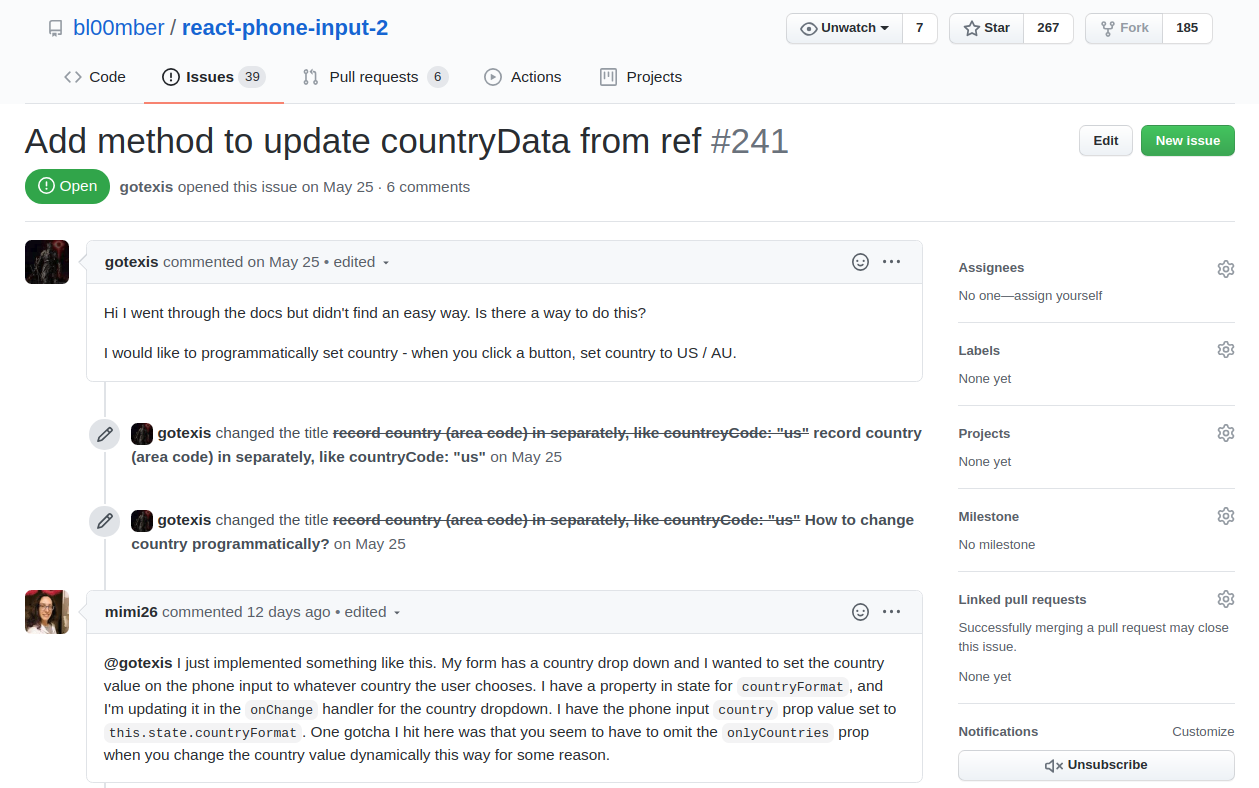 bl00mber / react-phone-input-2
Unwatch 7 Star 267 Fork 185
Code Issues 39 Pull requests 6 Actions Projects
Add method to update countryData from ref #241
Edit New issue
Open gotexis opened this issue on May 25 · 6 comments
gotexis commented on May 25 • edited
Hi I went through the docs but didn't find an easy way. Is there a way to do this?
I would like to programmatically set country - when you click a button, set country to US / AU.
gotexis changed the title record country (area code) in separately, like countreyCode: "us" record country
(area code) in separately, like countryCode: "us" on May 25
gotexis changed the title record country (area code) in separately, like countryCode: "us" How to change
country programmatically? on May 25
mimi26 commented 12 days ago • edited
@gotexis I just implemented something like this. My form has a country drop down and I wanted to set the country
value on the phone input to whatever country the user chooses. I have a property in state for countryFormat, and
I'm updating it in the onChange handler for the country dropdown. I have the phone input country prop value set to
this.state.countryFormat. One gotcha I hit here was that you seem to have to omit the onlyCountries prop
when you change the country value dynamically this way for some reason.
Assignees
No one—assign yourself
Labels
None yet
Projects
None yet
Milestone
No milestone
Linked pull requests
Successfully merging a pull request may close
this issue.
None yet
Notifications Customize
Unsubscribe